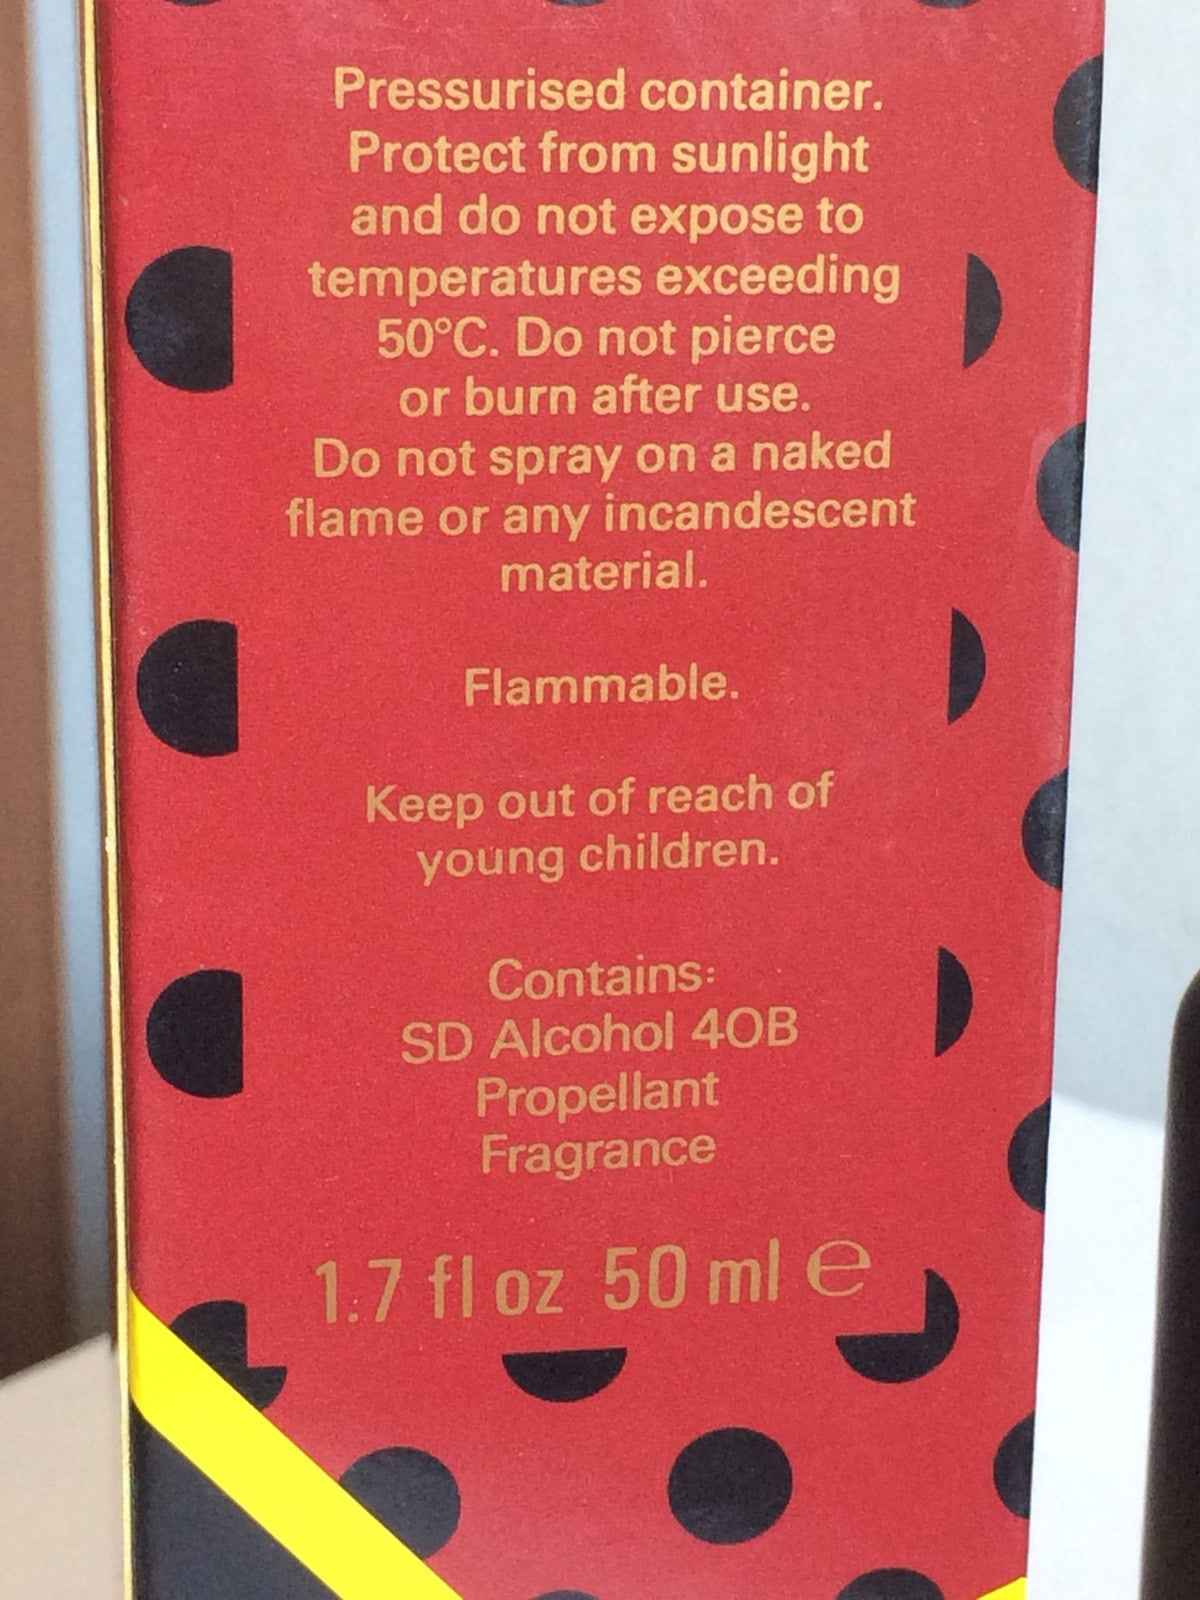 Pressurised container.
Protect from sunlight
and do not expose to
temperatures exceeding
50°C. Do not pierce
or burn after use.
Do not spray on a naked
flame or any incandescent
material.
Flammable.
Keep out of reach of
young children.
Contains:
SD Alcohol 40B
Propellant
Fragrance
1.7 fl oz 50 ml ℮